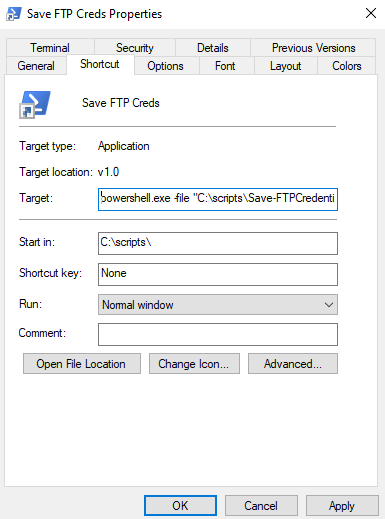 Save FTP Creds Properties
Terminal Security Details Previous Versions
General Shortcut Options Font Layout Colors
Save FTP Creds
Target type: Application
Target location: v1.0
Target: powershell.exe -file "C:\scripts\Save-FTPCredenti
Start in: C:\scripts\
Shortcut key: None
Run: Normal window
Comment:
Open File Location Change Icon... Advanced...
OK Cancel Apply